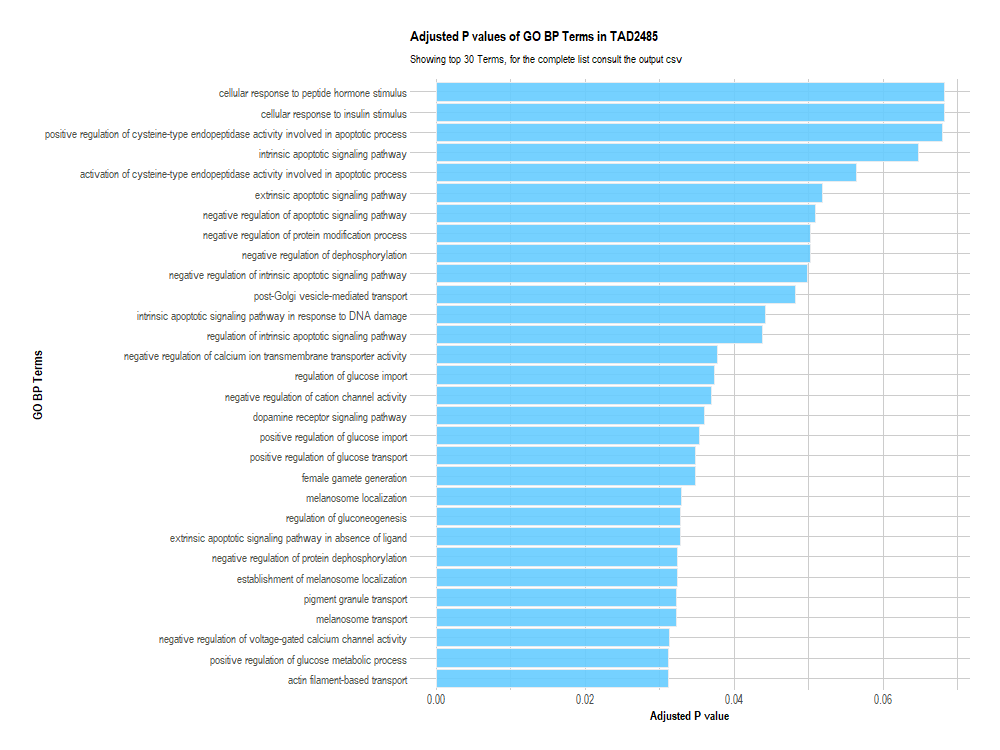 Adjusted P values of GO BP Terms in TAD2485
Showing top 30 Terms, for the complete list consult the output csv
cellular response to peptide hormone stimulus
cellular response to insulin stimulus
positive regulation of cysteine-type endopeptidase activity involved in apoptotic process
intrinsic apoptotic signaling pathway
activation of cysteine-type endopeptidase activity involved in apoptotic process
extrinsic apoptotic signaling pathway
negative regulation of apoptotic signaling pathway
negative regulation of protein modification process
negative regulation of dephosphorylation
negative regulation of intrinsic apoptotic signaling pathway
post-Golgi vesicle-mediated transport
intrinsic apoptotic signaling pathway in response to DNA damage
regulation of intrinsic apoptotic signaling pathway
negative regulation of calcium ion transmembrane transporter activity
regulation of glucose import
negative regulation of cation channel activity
dopamine receptor signaling pathway
positive regulation of glucose import
positive regulation of glucose transport
female gamete generation
melanosome localization
regulation of gluconeogenesis
extrinsic apoptotic signaling pathway in absence of ligand
negative regulation of protein dephosphorylation
establishment of melanosome localization
pigment granule transport
melanosome transport
negative regulation of voltage-gated calcium channel activity
positive regulation of glucose metabolic process
actin filament-based transport
GO BP Terms
0.00 0.02 0.04 0.06
Adjusted P value